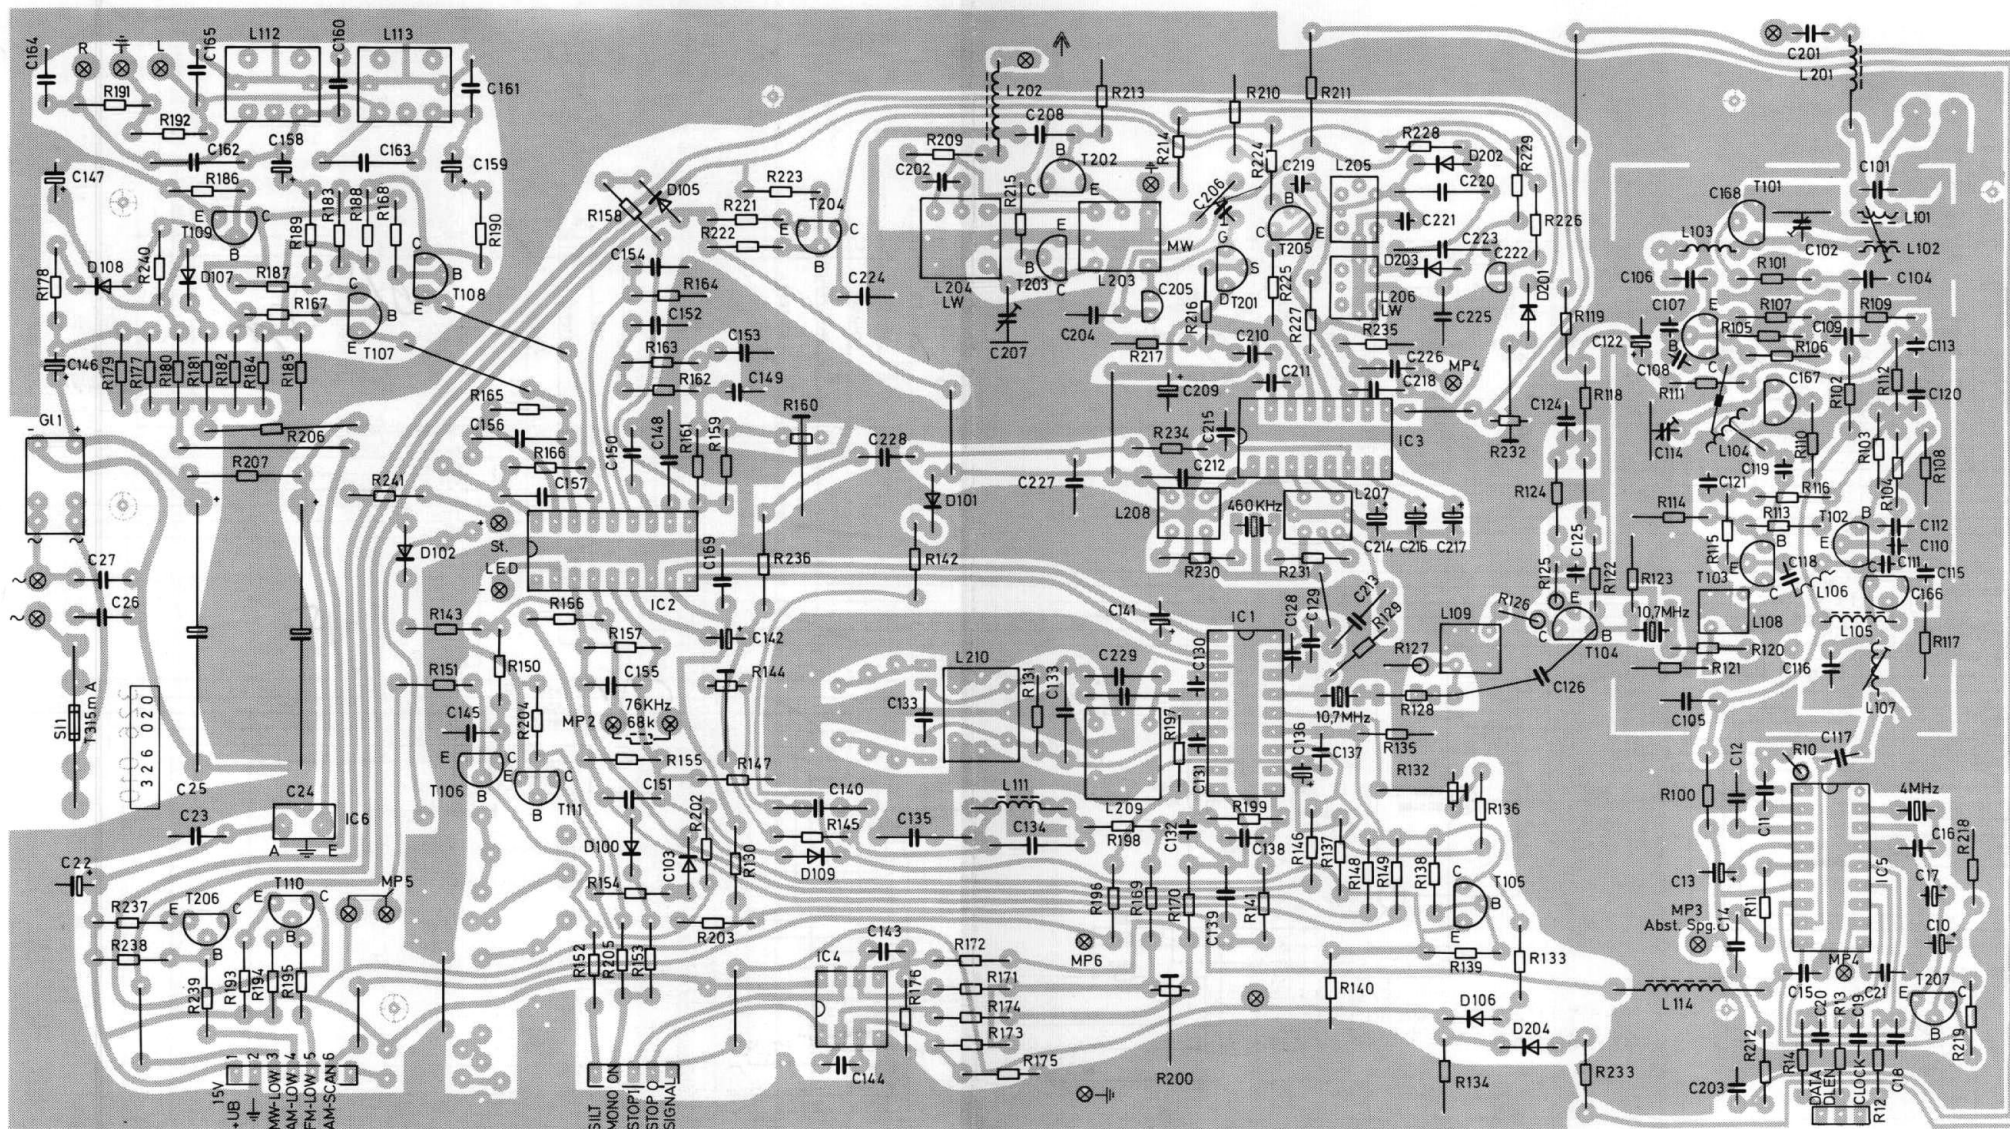 C164
R
L
C165
L112
C160
L113
C161
R191
R192
C162
C158
C163
C159
C147
R186
E
C
T109
B
R189
R183
R188
R168
R190
R178
D108
R240
D107
R187
R167
C
B
T108
E
C
B
E
T107
C146
R179
R177
R180
R181
R182
R184
R185
Gl1
R206
R207
R241
D102
C27
C26
SI1
T315mA
326 020
C25
C24
C23
IC6
A
E
C22
R237
R238
T206
E
C
B
T110
E
C
B
MP5
R239
R193
R194
R195
15V
+UB 1
2
MW-LOW 3
AM-LOW 4
FM-LOW 5
AM-SCAN 6
D105
R158
R223
R221
R222
T204
E
C
B
C154
R164
C152
R163
R162
C153
C149
C224
R165
C156
R166
C157
C150
C148
R161
R159
R160
C228
D101
St.
LED
IC2
C169
R236
R142
R143
R156
R157
C142
R151
R150
C155
R144
R204
C145
MP2
76KHz
68k
R155
R147
E
C
T106
B
E
C
T111
B
C151
C140
D100
R202
R145
C103
R130
D109
C135
R154
R203
R152
R205
R153
C143
IC4
R176
C144
R172
R171
R174
R173
R175
SILT
MONO ON
STOP I
STOP O
SIGNAL
L202
C208
R213
R210
R211
R209
C202
T202
B
C
E
R214
R224
C219
L205
R215
C206
L204
LW
L203
MW
E
B
T203
C
G
S
D
T201
B
C
E
T205
C207
C204
C205
R216
R225
R227
L206
LW
R217
C210
C211
C209
R235
C226
C218
MP4
R228
D202
C220
R229
C221
C223
R226
D203
C222
C225
D201
R119
R232
C124
R118
R234
C215
C212
C227
IC3
L208
460KHz
L207
C214
C216
C217
R230
R231
R124
C125
R122
R125
R126
R123
C141
IC1
C128
C129
C213
R129
R127
L109
E
C
B
T104
10,7MHz
L210
R131
C133
C133
C229
C130
10,7MHz
R128
C126
R197
C131
C136
C137
R135
R132
R136
L111
C134
L209
R198
C132
R199
C138
R146
R137
R148
R149
R138
C
B
E
T105
R196
R169
R170
C139
R141
MP6
R200
R140
R139
R133
D106
D204
R134
R233
C201
L201
C101
C168
T101
L101
C102
L102
L103
C106
R101
C104
C107
E
B
R107
R105
R106
C109
R109
C122
C108
R111
C167
R102
R112
C113
C120
C114
L104
R110
C119
R103
R104
R108
C121
R116
R114
R115
R113
T102
B
E
C
C112
C110
C111
B
E
C
T103
C118
L106
C166
C115
L108
L105
R117
R120
R121
C116
C105
L107
C117
R10
R100
C12
C11
4MHz
C16
R218
IC5
C13
R11
C17
MP3
Abst. Spg.
C14
C10
MP4
C15
C21
T207
E
C
B
L114
C20
R13
C19
R212
R14
R219
C203
DATA
DLEN
CLOCK
R12
C18